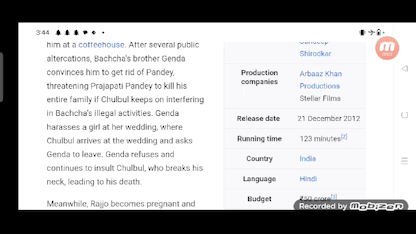 3:44
him at a coffeehouse. After several public
altercations, Bachcha's brother Genda
convinces him to get rid of Pandey,
threatening Prajapati Pandey to kill his
entire family if Chulbul keeps on interfering
in Bachcha's illegal activities. Genda
harasses a girl at her wedding, where
Chulbul arrives at the wedding and asks
Genda to leave. Genda refuses and
continues to insult Chulbul, who breaks his
neck, leading to his death.
Meanwhile, Rajjo becomes pregnant and
Sandeep
Shirockar
Production
companies
Arbaaz Khan
Productions
Stellar Films
Release date
21 December 2012
Running time
123 minutes[2]
Country
India
Language
Hindi
Budget
Recorded by Mobizen